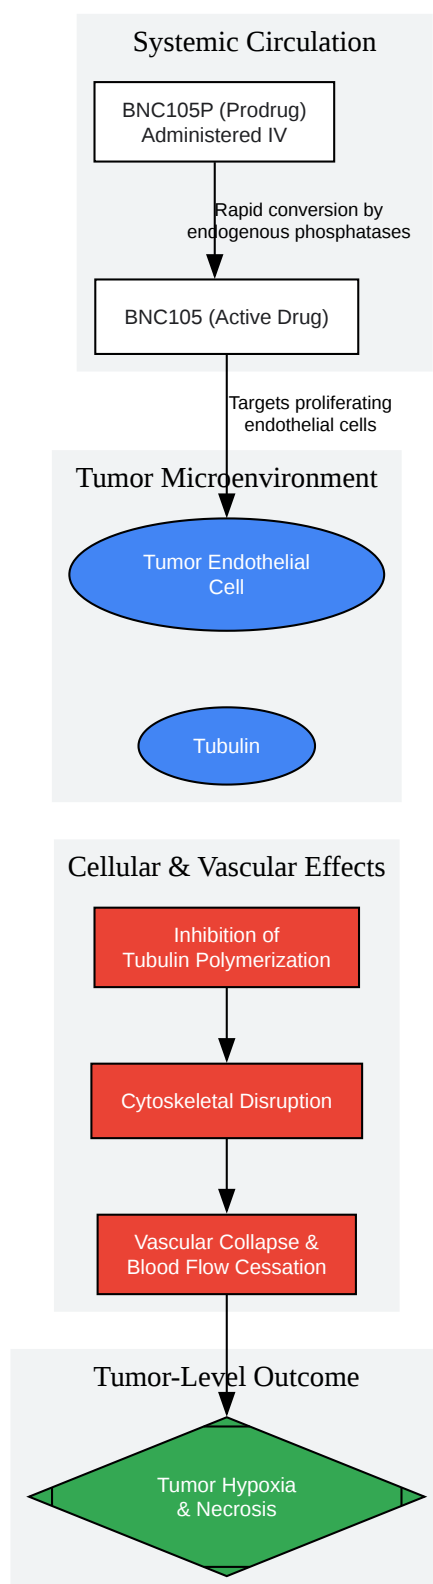 Systemic Circulation
BNC105P (Prodrug)
Administered IV
Rapid conversion by
endogenous phosphatases
BNC105 (Active Drug)
Targets proliferating
endothelial cells
Tumor Microenvironment
Tumor Endothelial
Cell
Tubulin
Cellular & Vascular Effects
Inhibition of
Tubulin Polymerization
Cytoskeletal Disruption
Vascular Collapse &
Blood Flow Cessation
Tumor-Level Outcome
Tumor Hypoxia
& Necrosis